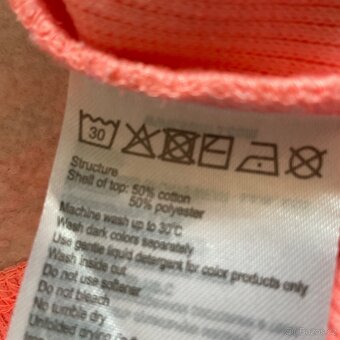 30
Structure
Shell of top: 50% cotton
50% polyester
Machine wash up to 30°C
Wash dark colors separately
Use gentle liquid detergent for color products only
Wash inside out
Do not use softener
Do not bleach
No tumble dry
Unfolded drying